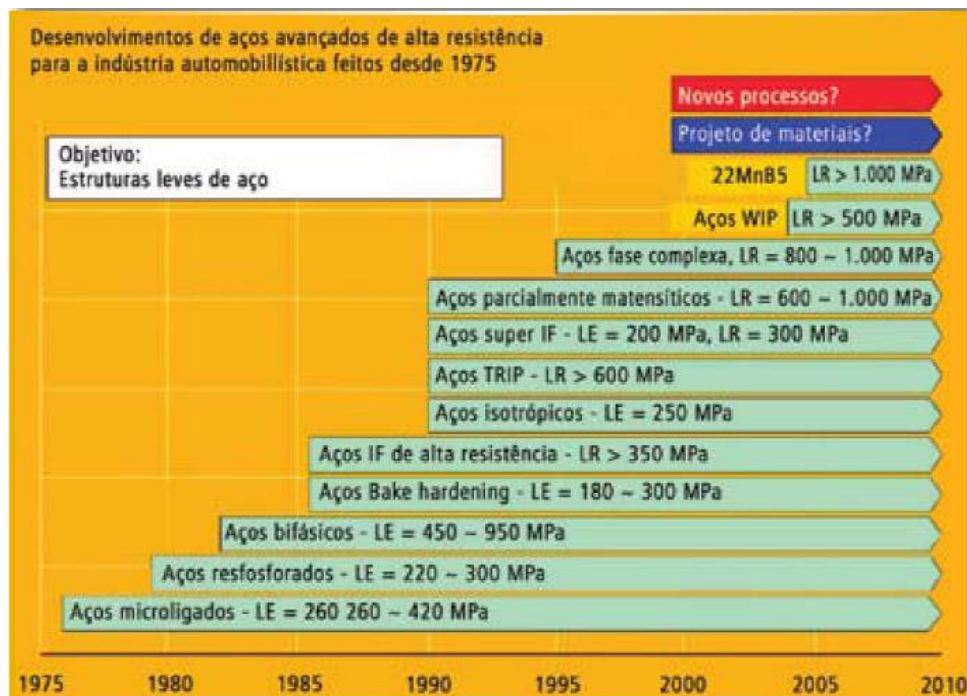 Desenvolvimentos de aços avançados de alta resistência
para a indústria automobillística feitos desde 1975
Novos processos?
Projeto de materiais?
Objetivo:
Estruturas leves de aço
22MnB5 LR > 1.000 MPa
Aços WIP LR > 500 MPa
Aços fase complexa, LR = 800 ~ 1.000 MPa
Aços parcialmente matensíticos - LR = 600 ~ 1.000 MPa
Aços super IF - LE = 200 MPa, LR = 300 MPa
Aços TRIP - LR > 600 MPa
Aços isotrópicos - LE = 250 MPa
Aços IF de alta resistência - LR > 350 MPa
Aços Bake hardening - LE = 180 ~ 300 MPa
Aços bifásicos - LE = 450 ~ 950 MPa
Aços resfosforados - LE = 220 ~ 300 MPa
Aços microligados - LE = 260 260 ~ 420 MPa
1975 1980 1985 1990 1995 2000 2005 2010